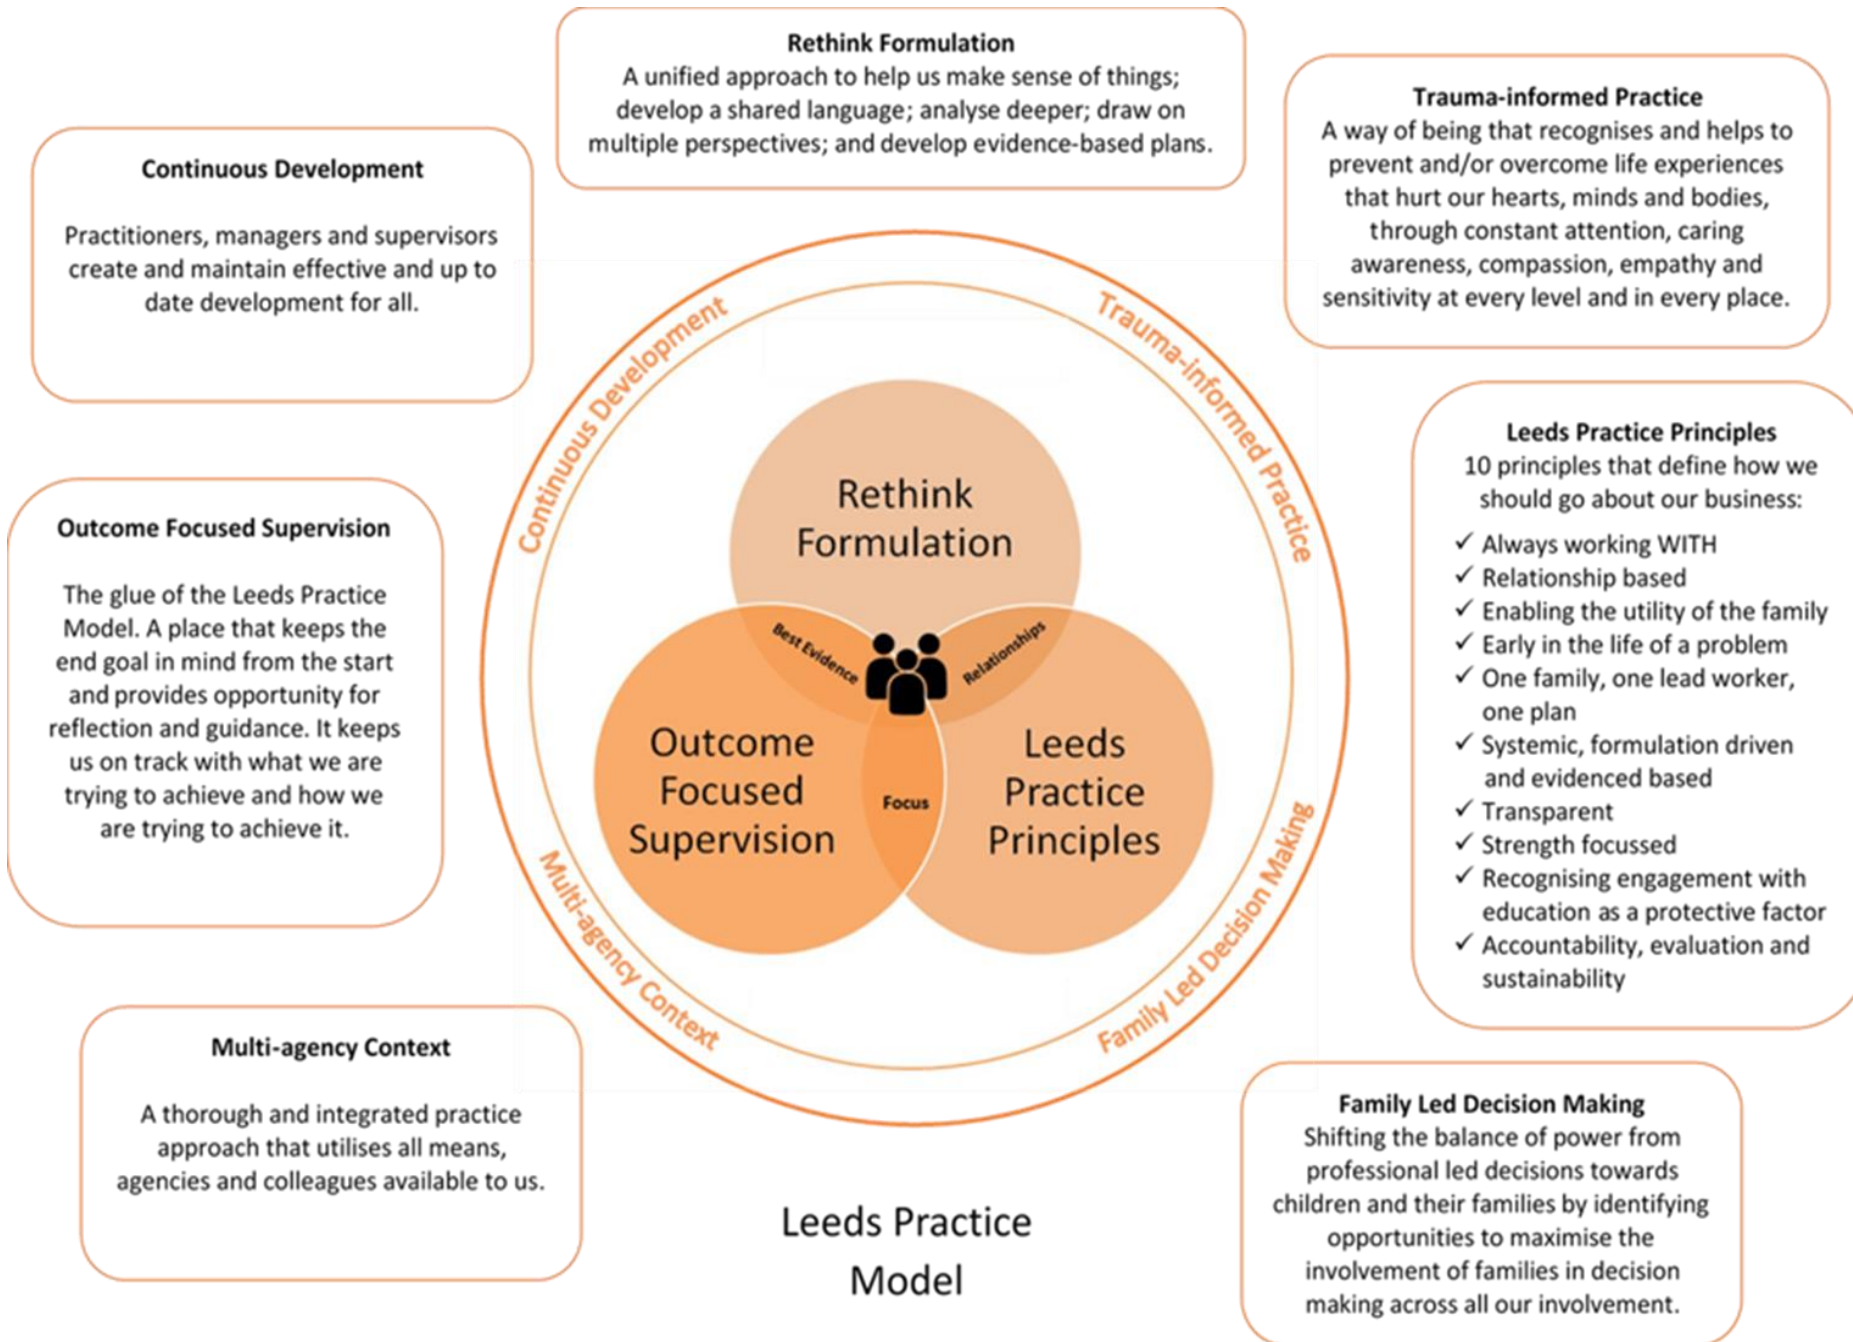 Rethink Formulation
A unified approach to help us make sense of things;
develop a shared language; analyse deeper; draw on
multiple perspectives; and develop evidence-based plans.
Trauma-informed Practice
A way of being that recognises and helps to
prevent and/or overcome life experiences
that hurt our hearts, minds and bodies,
through constant attention, caring
awareness, compassion, empathy and
sensitivity at every level and in every place.
Continuous Development
Practitioners, managers and supervisors
create and maintain effective and up to
date development for all.
Leeds Practice Principles
10 principles that define how we
should go about our business:
✓ Always working WITH
✓ Relationship based
✓ Enabling the utility of the family
✓ Early in the life of a problem
✓ One family, one lead worker,
one plan
✓ Systemic, formulation driven
and evidenced based
✓ Transparent
✓ Strength focussed
✓ Recognising engagement with
education as a protective factor
✓ Accountability, evaluation and
sustainability
Outcome Focused Supervision
The glue of the Leeds Practice
Model. A place that keeps the
end goal in mind from the start
and provides opportunity for
reflection and guidance. It keeps
us on track with what we are
trying to achieve and how we
are trying to achieve it.
Continuous Development
Trauma-informed Practice
Multi-agency Context
Family Led Decision Making
Rethink
Formulation
Best Evidence
Relationships
Outcome
Focused
Supervision
Focus
Leeds
Practice
Principles
Multi-agency Context
A thorough and integrated practice
approach that utilises all means,
agencies and colleagues available to us.
Family Led Decision Making
Shifting the balance of power from
professional led decisions towards
children and their families by identifying
opportunities to maximise the
involvement of families in decision
making across all our involvement.
Leeds Practice
Model